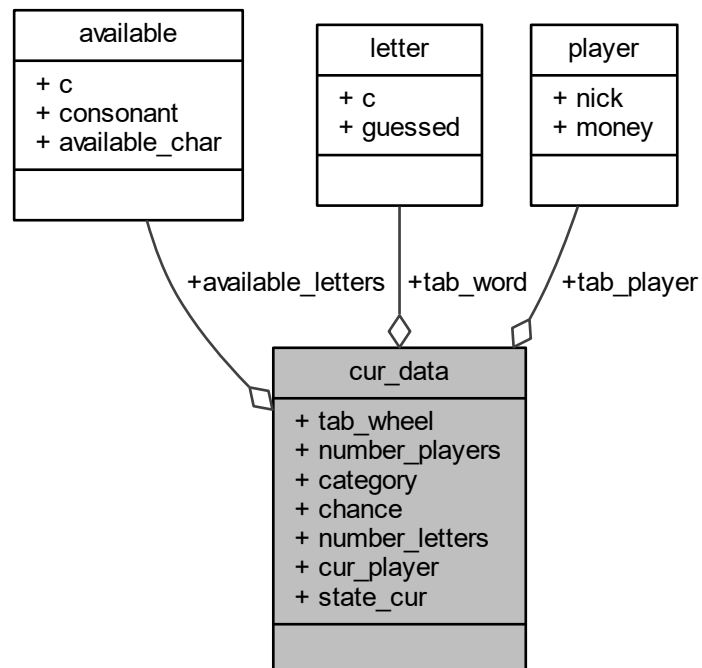 available
+ c
+ consonant
+ available_char
letter
+ c
+ guessed
player
+ nick
+ money
+available_letters
+tab_word
+tab_player
cur_data
+ tab_wheel
+ number_players
+ category
+ chance
+ number_letters
+ cur_player
+ state_cur